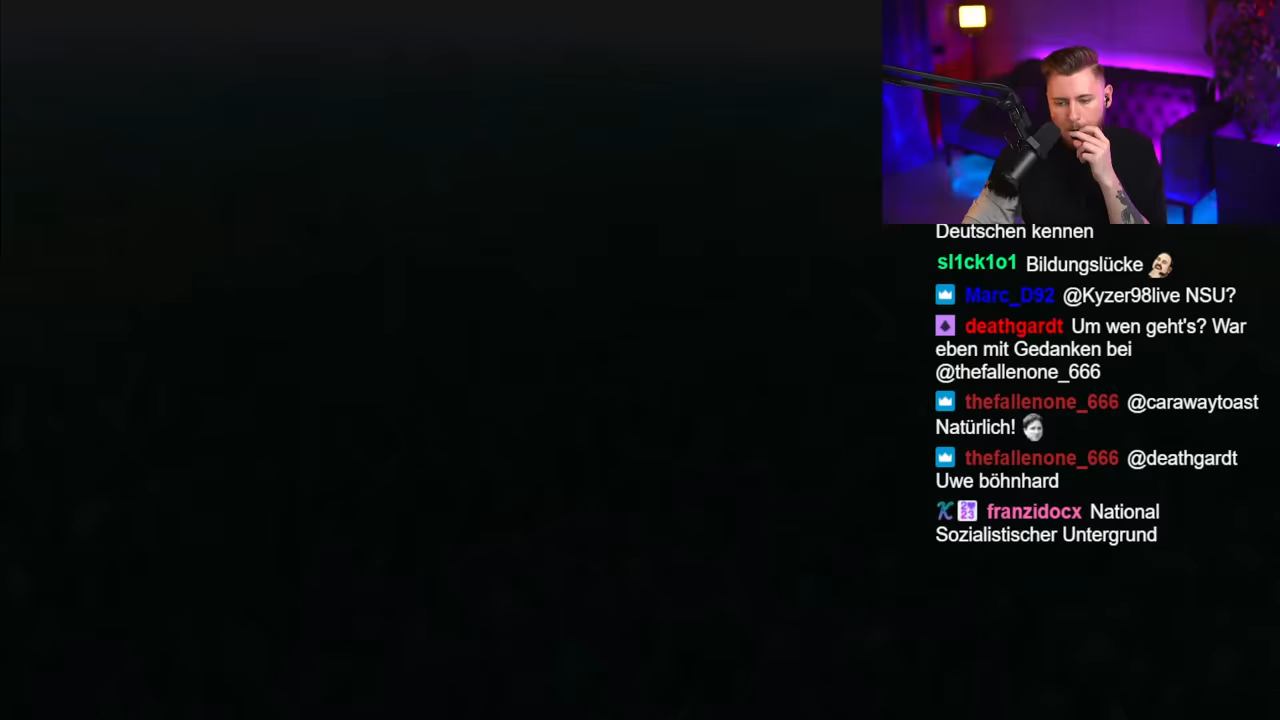 Deutschen kennen
sl1ck1o1 Bildungslücke
Marc_D92 @Kyzer98live NSU?
deathgardt Um wen geht's? War
eben mit Gedanken bei
@thefallenone_666
thefallenone_666 @carawaytoast
Natürlich!
thefallenone_666 @deathgardt
Uwe böhnhard
franzidocx National
Sozialistischer Untergrund